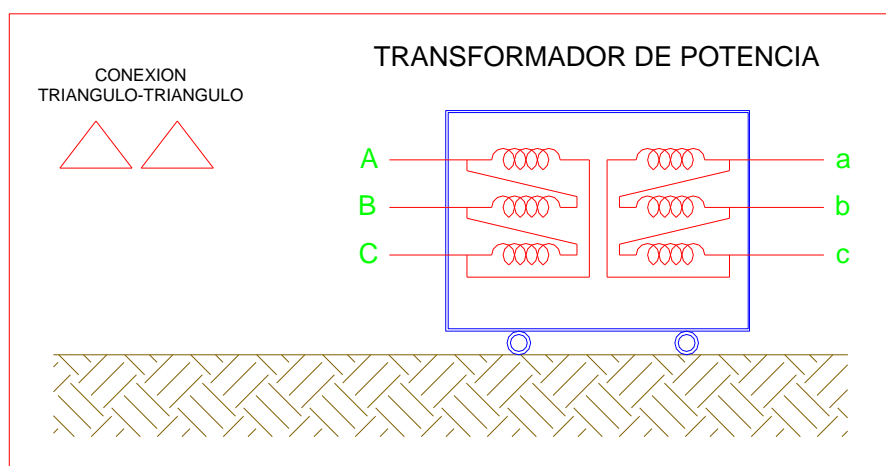 TRANSFORMADOR DE POTENCIA
CONEXION
TRIANGULO-TRIANGULO
A
a
B
b
C
c